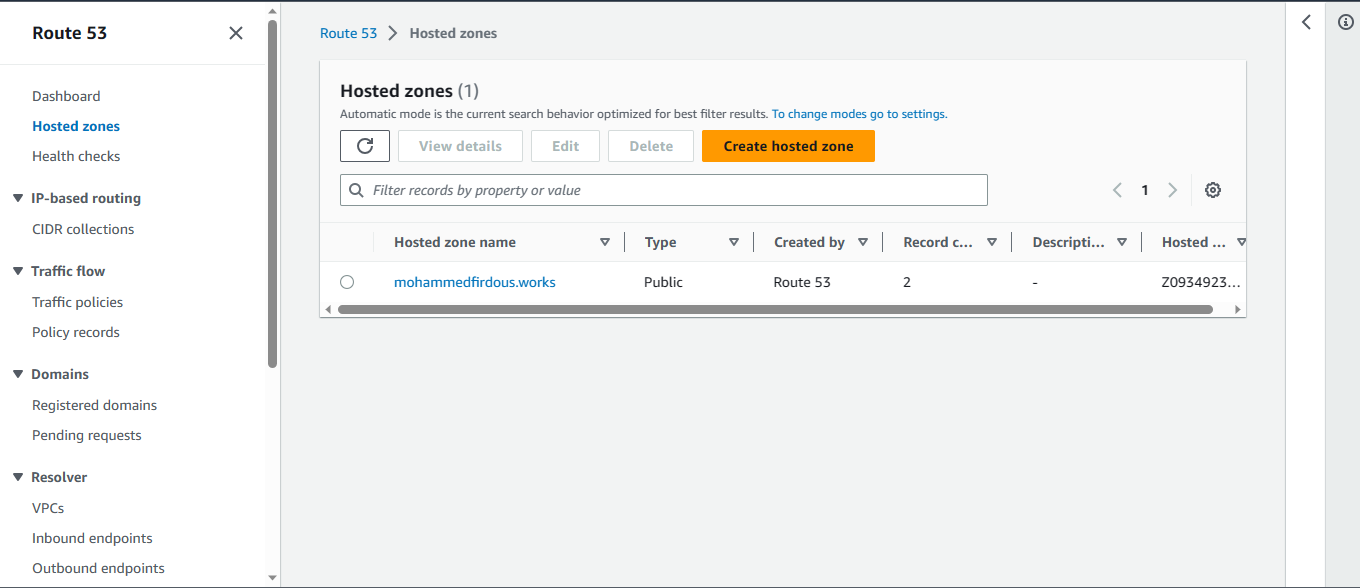 Route 53
Dashboard
Hosted zones
Health checks
IP-based routing
CIDR collections
Traffic flow
Traffic policies
Policy records
Domains
Registered domains
Pending requests
Resolver
VPCs
Inbound endpoints
Outbound endpoints
Route 53 > Hosted zones
Hosted zones (1)
Automatic mode is the current search behavior optimized for best filter results. To change modes go to settings.
View details Edit Delete Create hosted zone
Filter records by property or value 1
Hosted zone name Type Created by Record c... Descripti... Hosted ...
mohammedfirdous.works Public Route 53 2 - Z0934923...